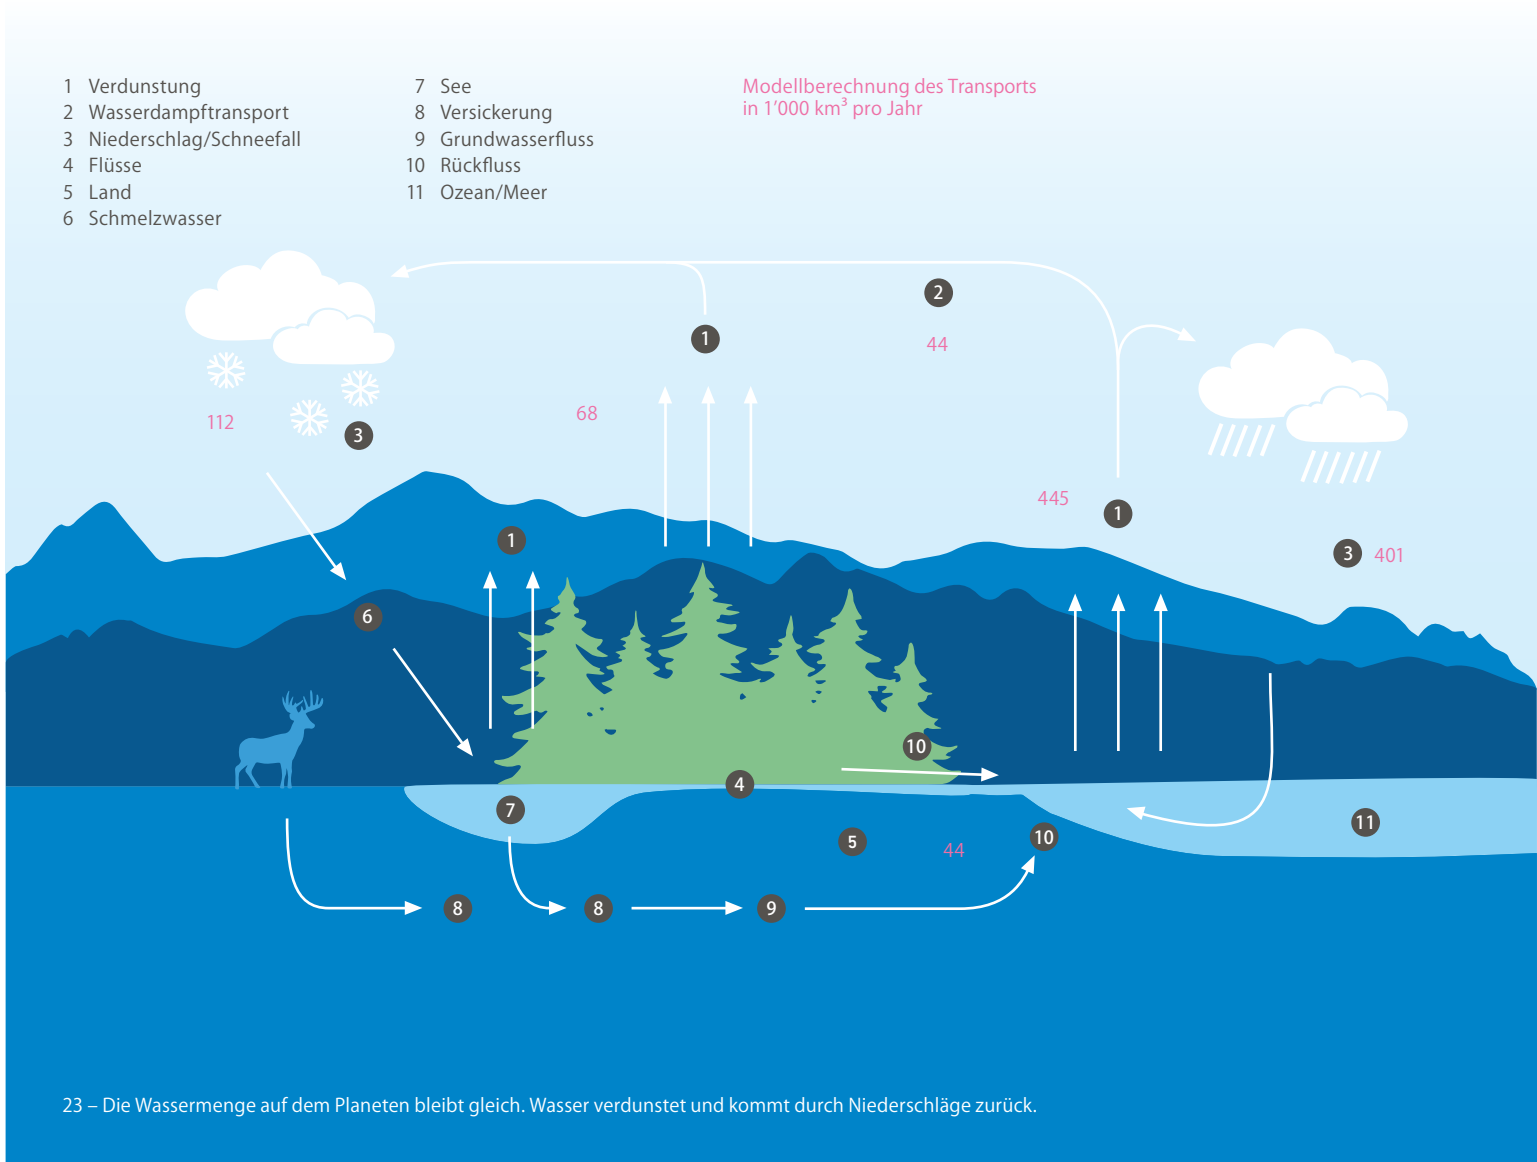 1 Verdunstung
2 Wasserdampftransport
3 Niederschlag/Schneefall
4 Flüsse
5 Land
6 Schmelzwasser
7 See
8 Versickerung
9 Grundwasserfluss
10 Rückfluss
11 Ozean/Meer
Modellberechnung des Transports
in 1’000 km³ pro Jahr
2
1
44
68
112
3
445
1
1
3 401
6
10
4
7
11
5
44
10
8
8
9
23 – Die Wassermenge auf dem Planeten bleibt gleich. Wasser verdunstet und kommt durch Niederschläge zurück.